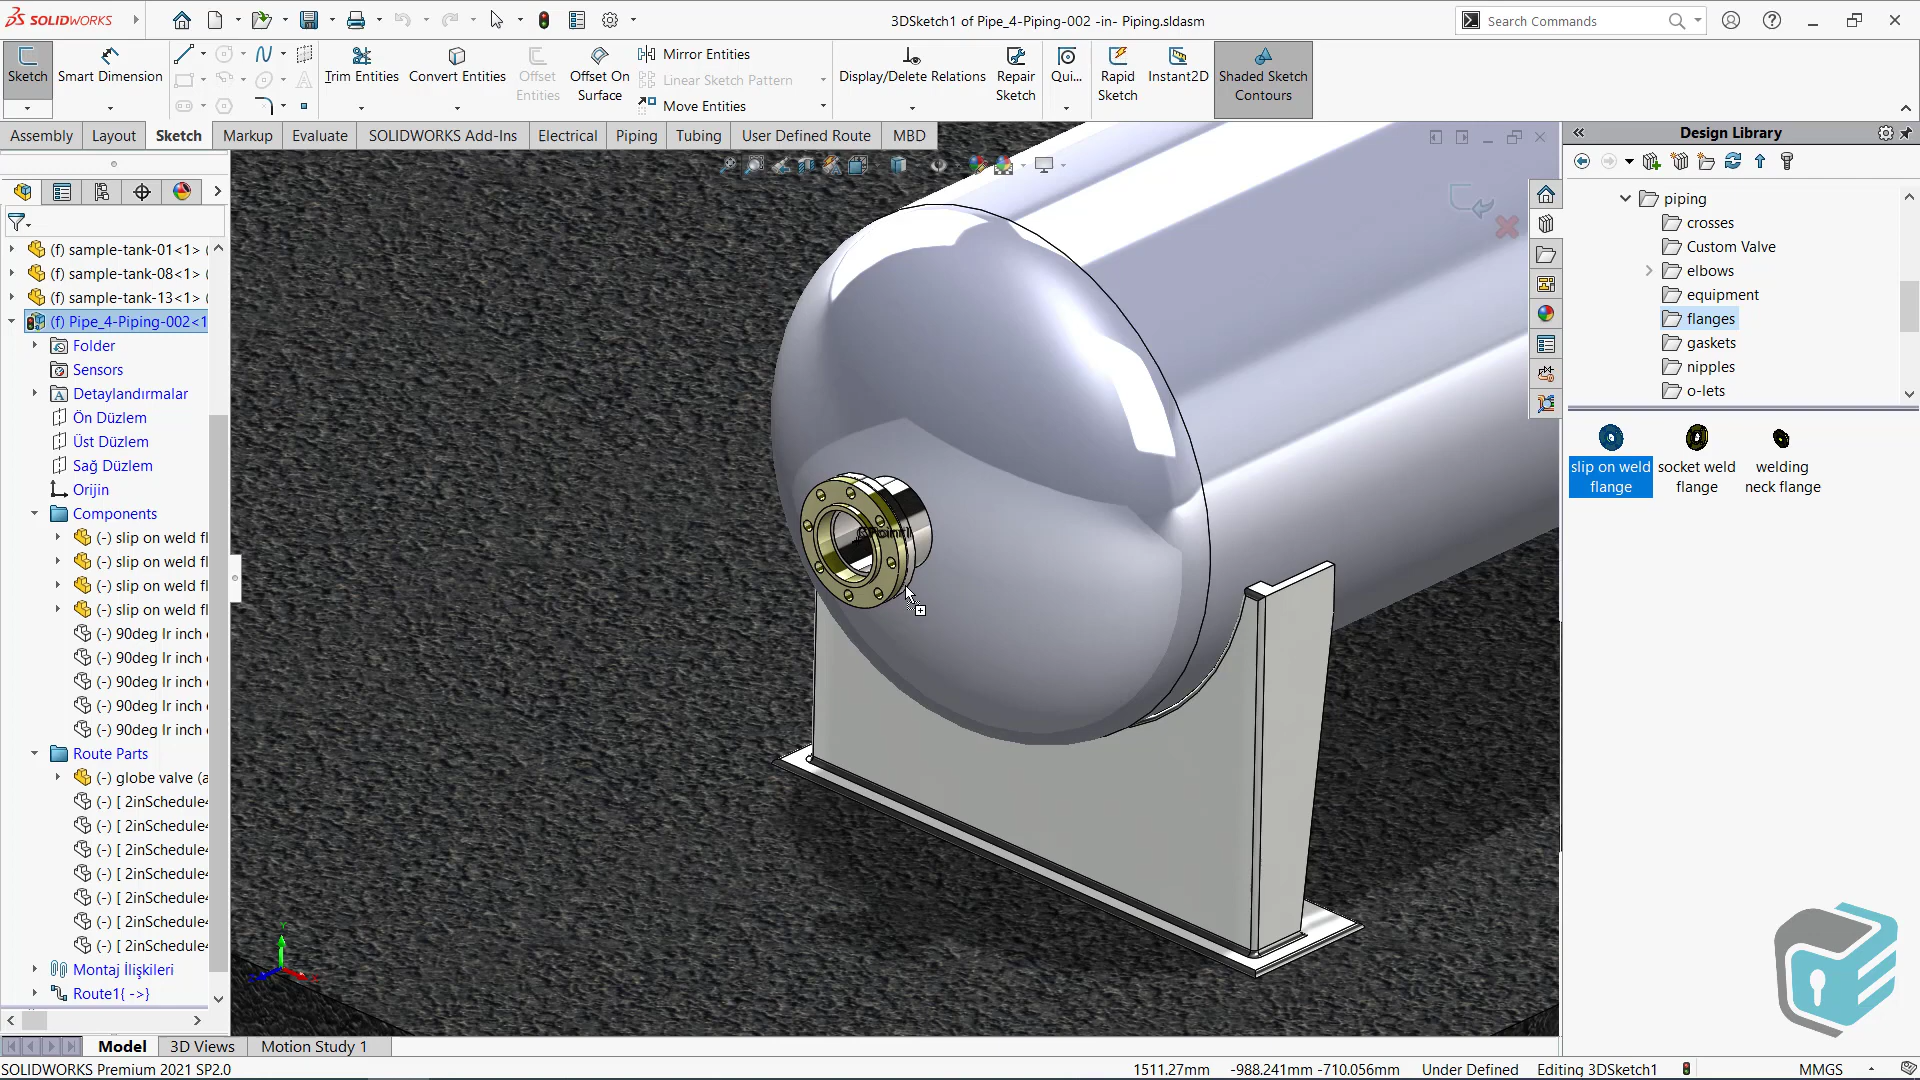 SOLIDWORKS
3DSketch1 of Pipe_4-Piping-002 -in- Piping.sldasm
Search Commands
Sketch
Smart Dimension
Trim Entities
Convert Entities
Offset
Entities
Offset On
Surface
Mirror Entities
Linear Sketch Pattern
Move Entities
Display/Delete Relations
Repair
Sketch
Qui...
Rapid
Sketch
Instant2D
Shaded Sketch
Contours
Assembly
Layout
Sketch
Markup
Evaluate
SOLIDWORKS Add-Ins
Electrical
Piping
Tubing
User Defined Route
MBD
(f) sample-tank-01<1> (
(f) sample-tank-08<1> (
(f) sample-tank-13<1> (
(f) Pipe_4-Piping-002<1
Folder
Sensors
Detaylandırmalar
Ön Düzlem
Üst Düzlem
Sağ Düzlem
Orijin
Components
(-) slip on weld fl
(-) slip on weld fl
(-) slip on weld fl
(-) slip on weld fl
(-) 90deg lr inch
(-) 90deg lr inch
(-) 90deg lr inch
(-) 90deg lr inch
(-) 90deg lr inch
Route Parts
(-) globe valve (a
(-) [ 2inSchedule4
(-) [ 2inSchedule4
(-) [ 2inSchedule4
(-) [ 2inSchedule4
(-) [ 2inSchedule4
(-) [ 2inSchedule4
(-) [ 2inSchedule4
Montaj İlişkileri
Route1{ ->}
Design Library
piping
crosses
Custom Valve
elbows
equipment
flanges
gaskets
nipples
o-lets
slip on weld
flange
socket weld
flange
welding
neck flange
Model
3D Views
Motion Study 1
SOLIDWORKS Premium 2021 SP2.0
1511.27mm
-988.241mm -710.056mm
Under Defined
Editing 3DSketch1
MMGS